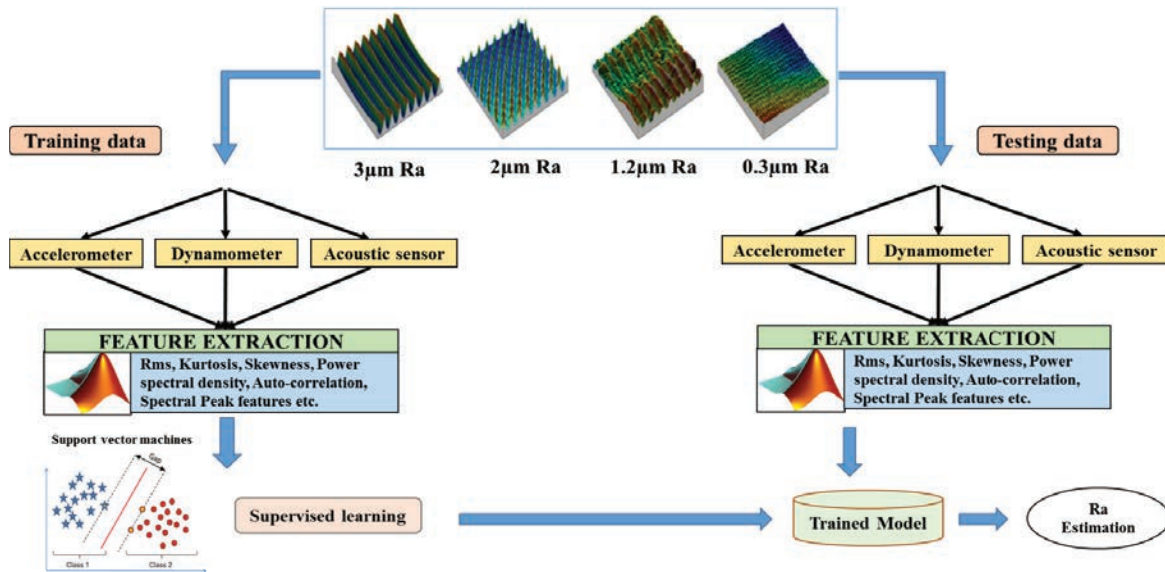 Training data
Testing data
3µm Ra
2µm Ra
1.2µm Ra
0.3µm Ra
Accelerometer
Dynamometer
Acoustic sensor
Accelerometer
Dynamometer
Acoustic sensor
FEATURE EXTRACTION
Rms, Kurtosis, Skewness, Power
spectral density, Auto-correlation,
Spectral Peak features etc.
FEATURE EXTRACTION
Rms, Kurtosis, Skewness, Power
spectral density, Auto-correlation,
Spectral Peak features etc.
Support vector machines
Gap
Class 1
Class 2
Supervised learning
Trained Model
Ra
Estimation